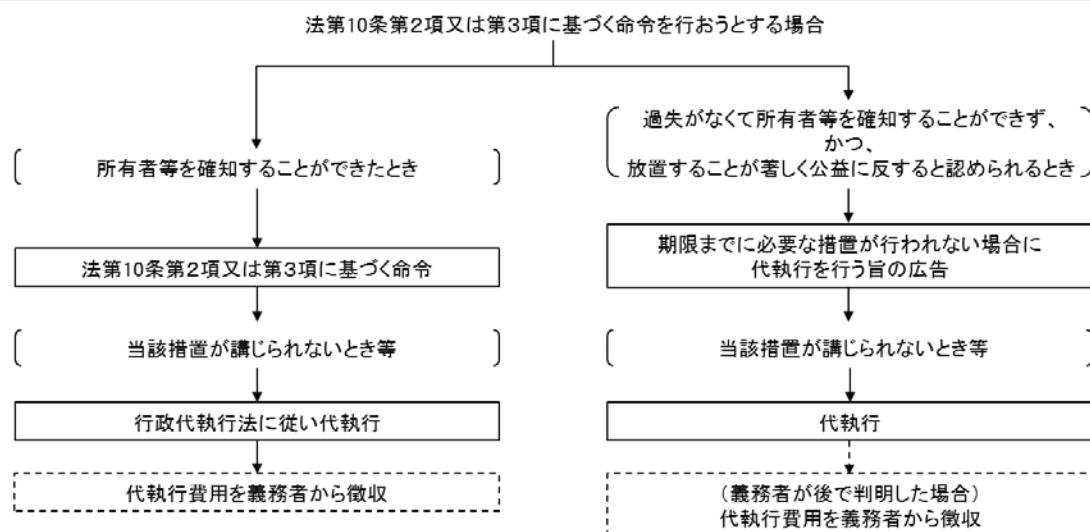 法第10条第2項又は第3項に基づく命令を行おうとする場合
所有者等を確知することができたとき
法第10条第2項又は第3項に基づく命令
当該措置が講じられないとき等
行政代執行法に従い代執行
代執行費用を義務者から徴収
過失がなくて所有者等を確知することができず、
かつ、
放置することが著しく公益に反すると認められるとき
期限までに必要な措置が行われない場合に
代執行を行う旨の広告
当該措置が講じられないとき等
代執行
(義務者が後で判明した場合)
代執行費用を義務者から徴収